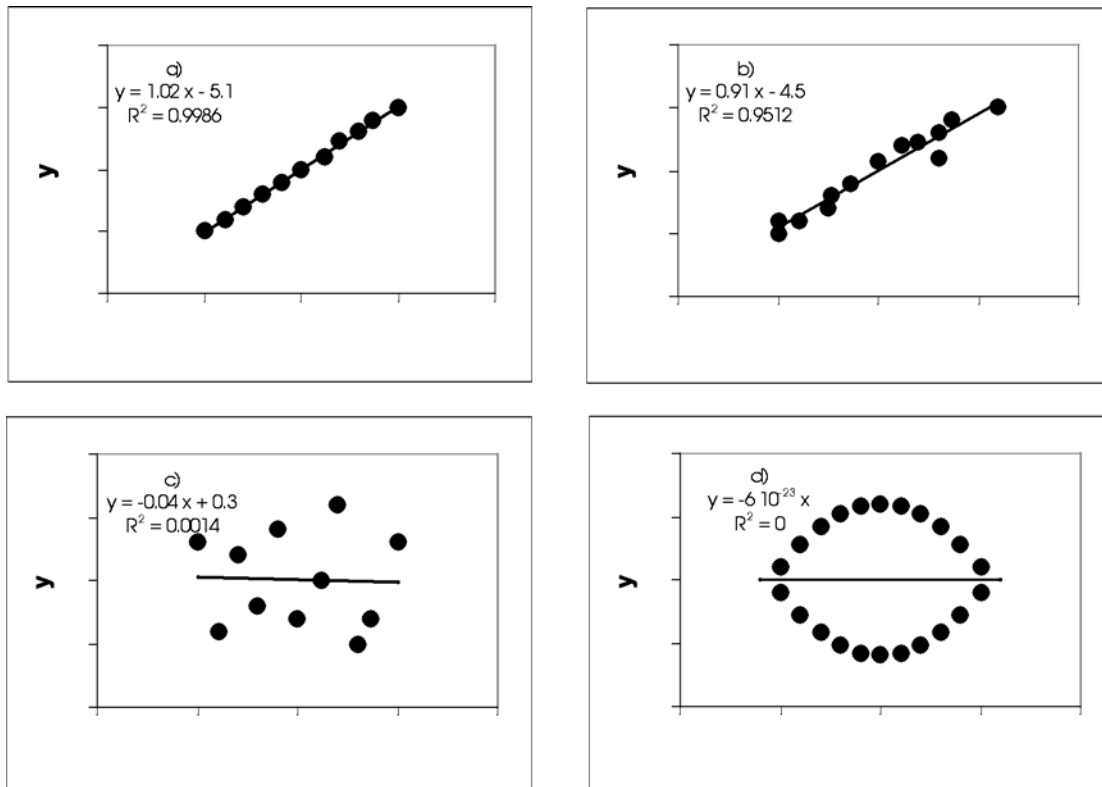 a)
y = 1.02 x - 5.1
R² = 0.9986
y
b)
y = 0.91 x - 4.5
R² = 0.9512
y
c)
y = -0.04 x + 0.3
R² = 0.0014
y
d)
y = -6 10⁻²³ x
R² = 0
y